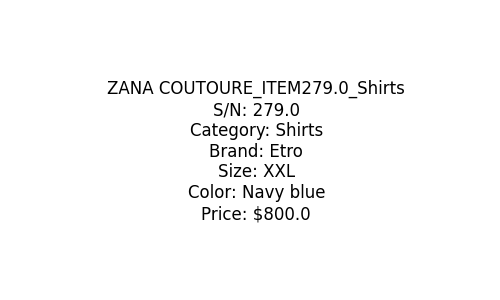 ZANA COUTOURE_ITEM279.0_Shirts
S/N: 279.0
Category: Shirts
Brand: Etro
Size: XXL
Color: Navy blue
Price: $800.0